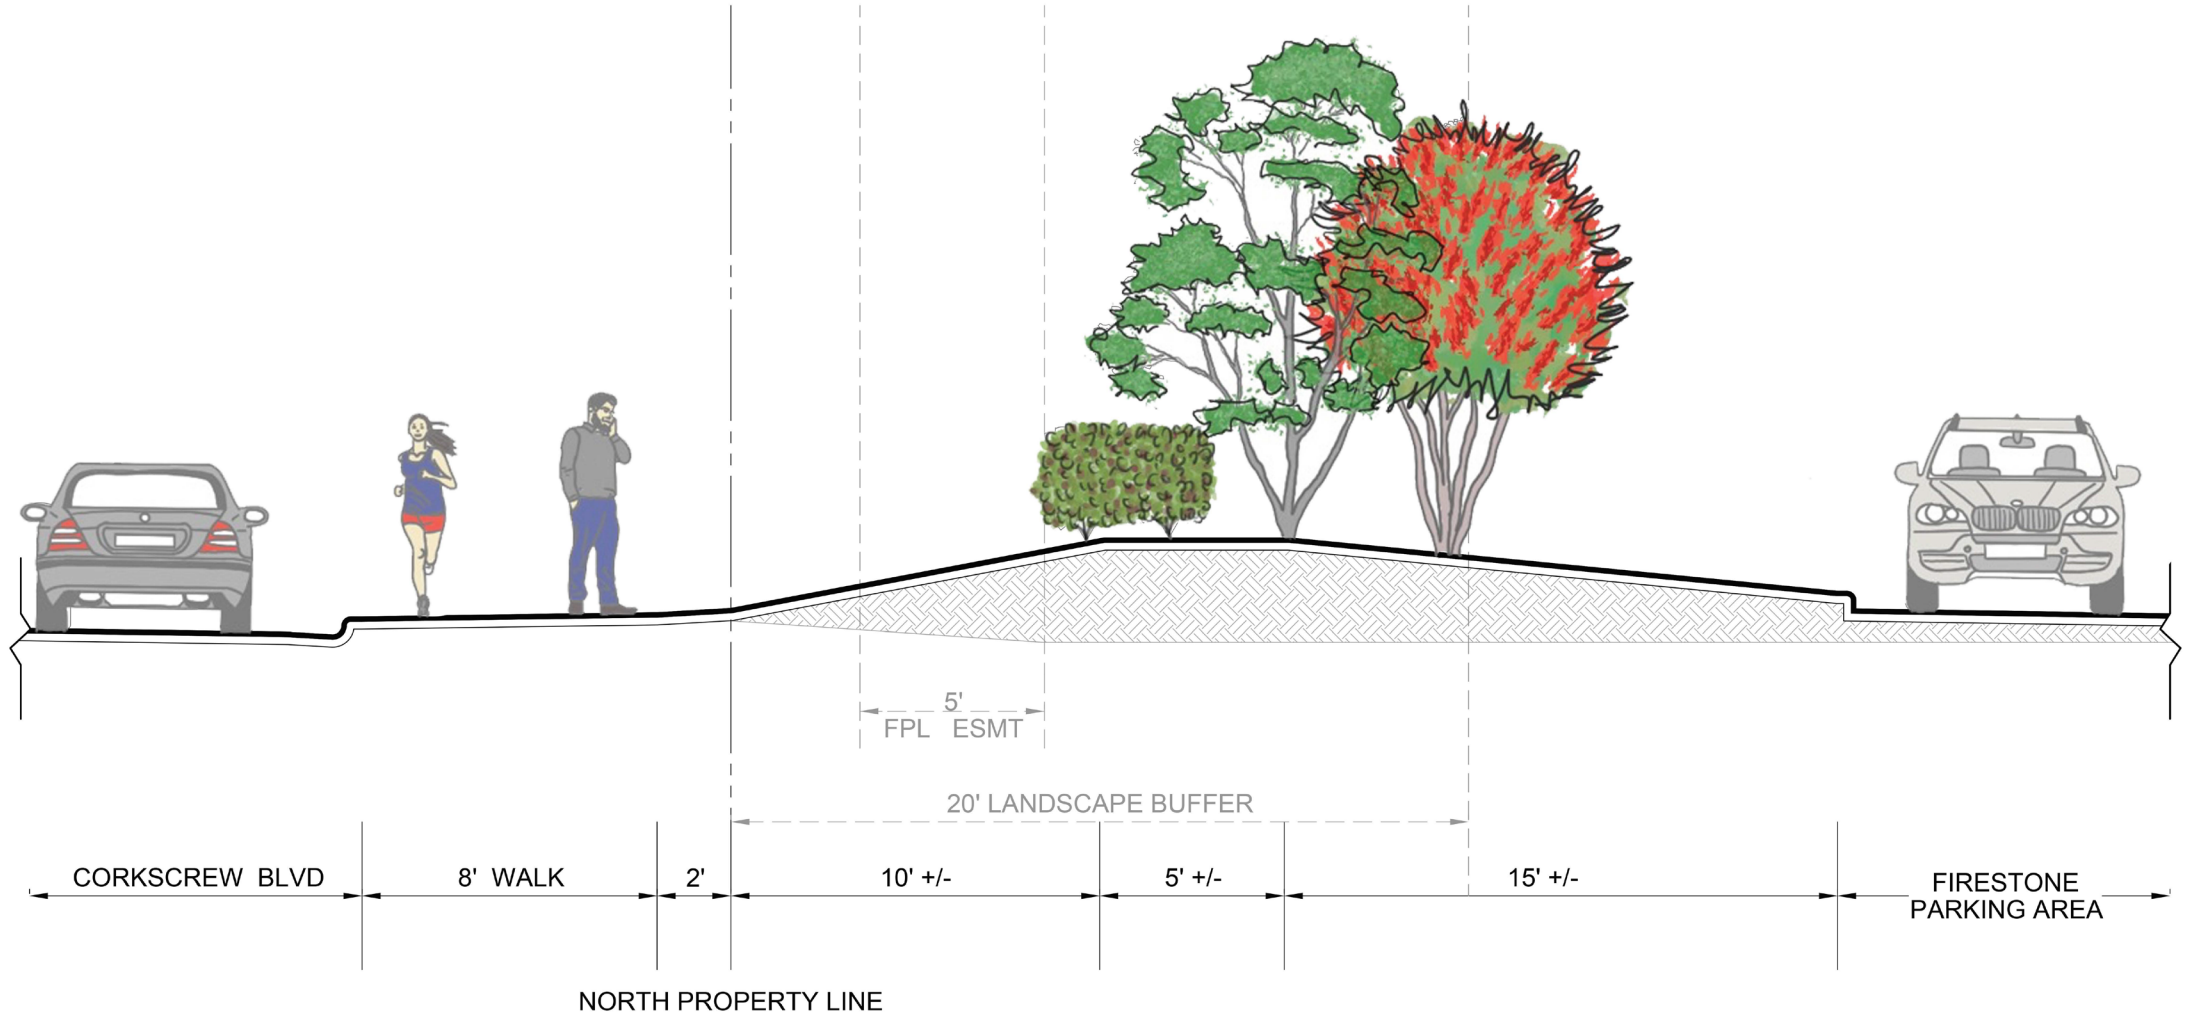 5'
FPL ESMT
20' LANDSCAPE BUFFER
CORKSCREW BLVD
8' WALK
2'
10' +/-
5' +/-
15' +/-
FIRESTONE
PARKING AREA
NORTH PROPERTY LINE